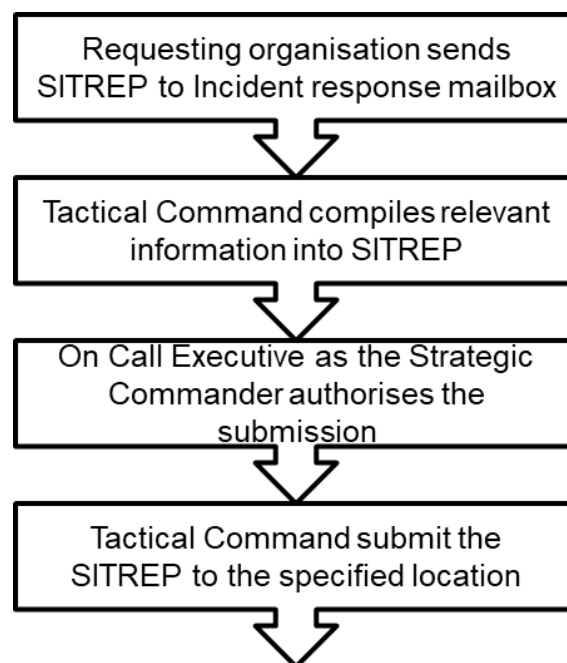 Requesting organisation sends
SITREP to Incident response mailbox
Tactical Command compiles relevant
information into SITREP
On Call Executive as the Strategic
Commander authorises the
submission
Tactical Command submit the
SITREP to the specified location